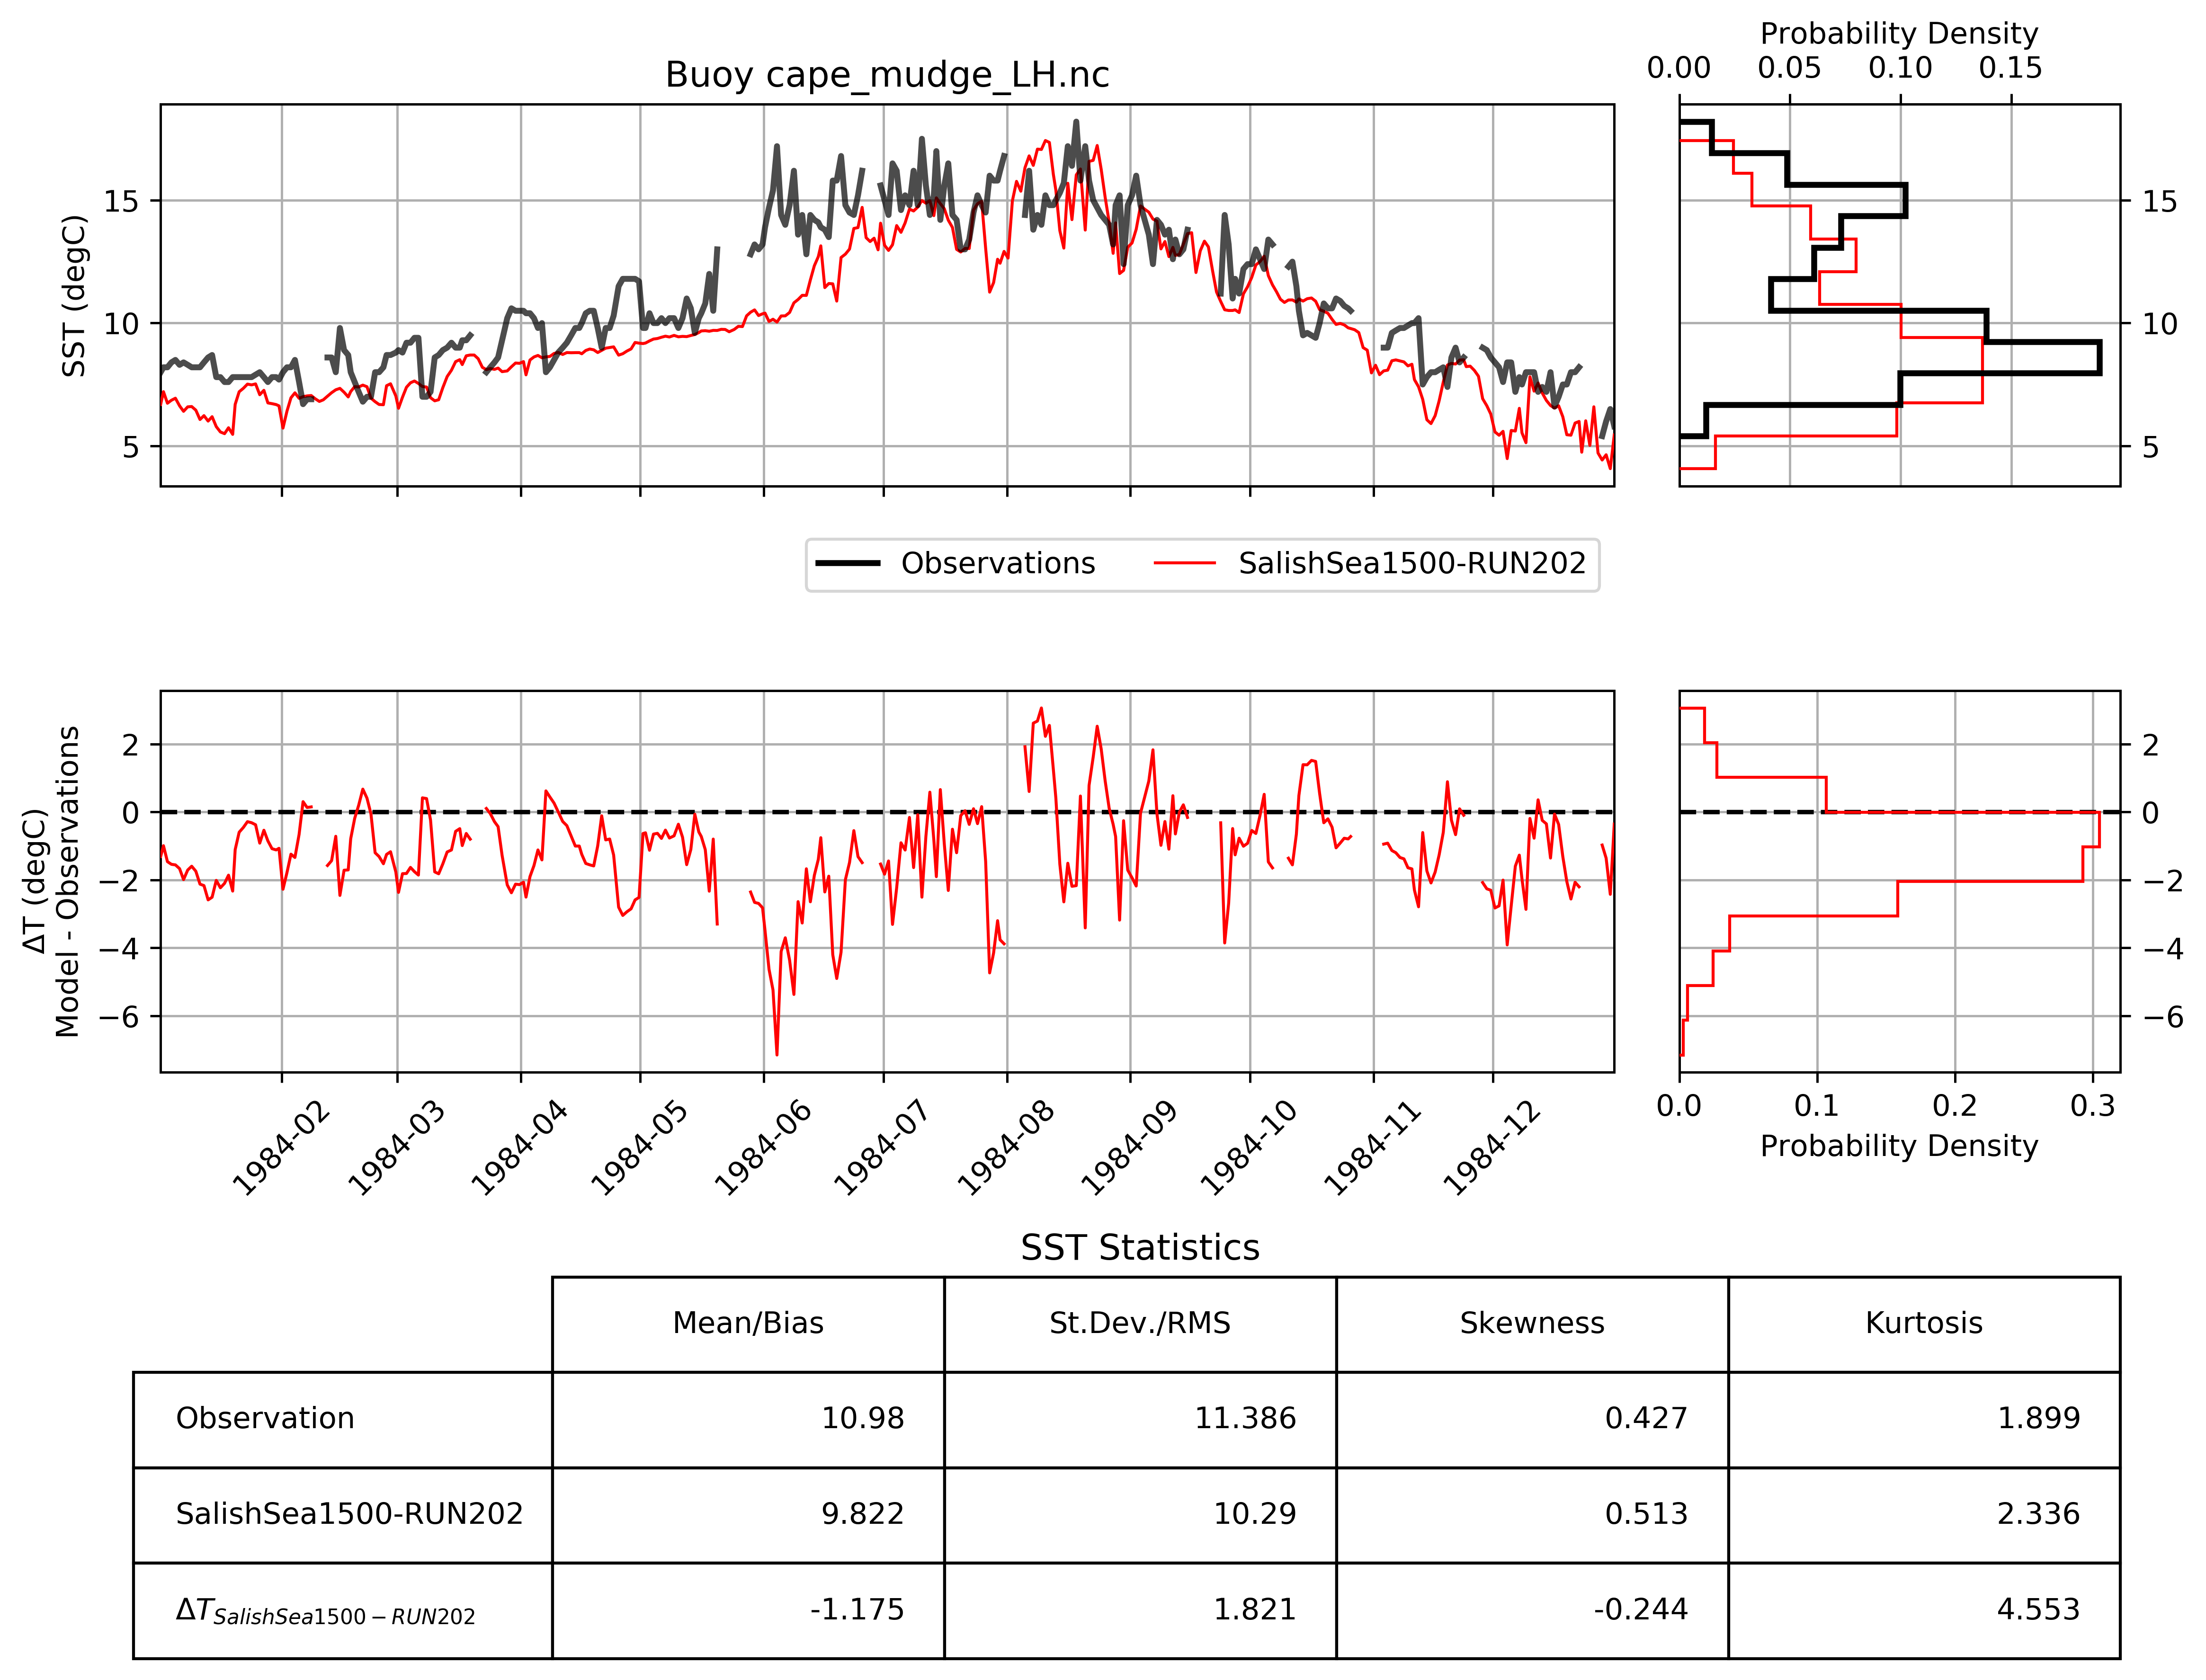 Probability Density
0.00 0.05 0.10 0.15
Buoy cape_mudge_LH.nc
SST (degC)
15
10
5
15
10
5
Observations SalishSea1500-RUN202
ΔT (degC)
Model - Observations
2
0
−2
−4
−6
2
0
−2
−4
−6
0.0 0.1 0.2 0.3
Probability Density
1984-02 1984-03 1984-04 1984-05 1984-06 1984-07 1984-08 1984-09 1984-10 1984-11 1984-12
SST Statistics
Mean/Bias St.Dev./RMS Skewness Kurtosis
Observation 10.98 11.386 0.427 1.899
SalishSea1500-RUN202 9.822 10.29 0.513 2.336
ΔT SalishSea1500−RUN202 -1.175 1.821 -0.244 4.553